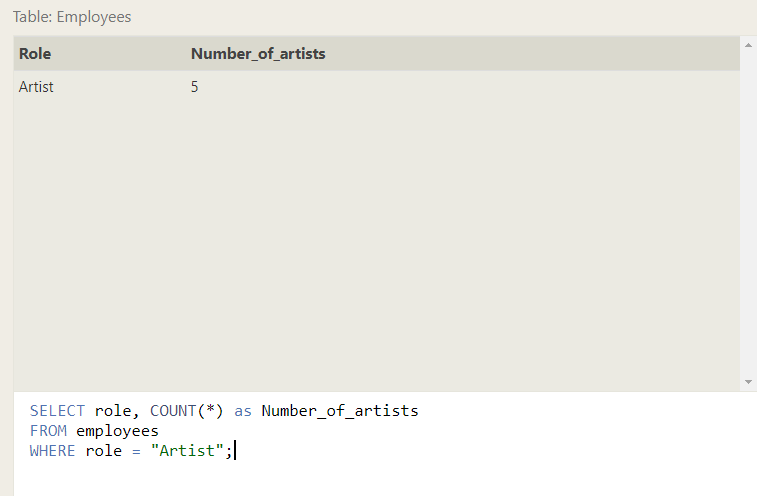 Table: Employees
Role Number_of_artists
Artist 5
SELECT role, COUNT(*) as Number_of_artists
FROM employees
WHERE role = "Artist";